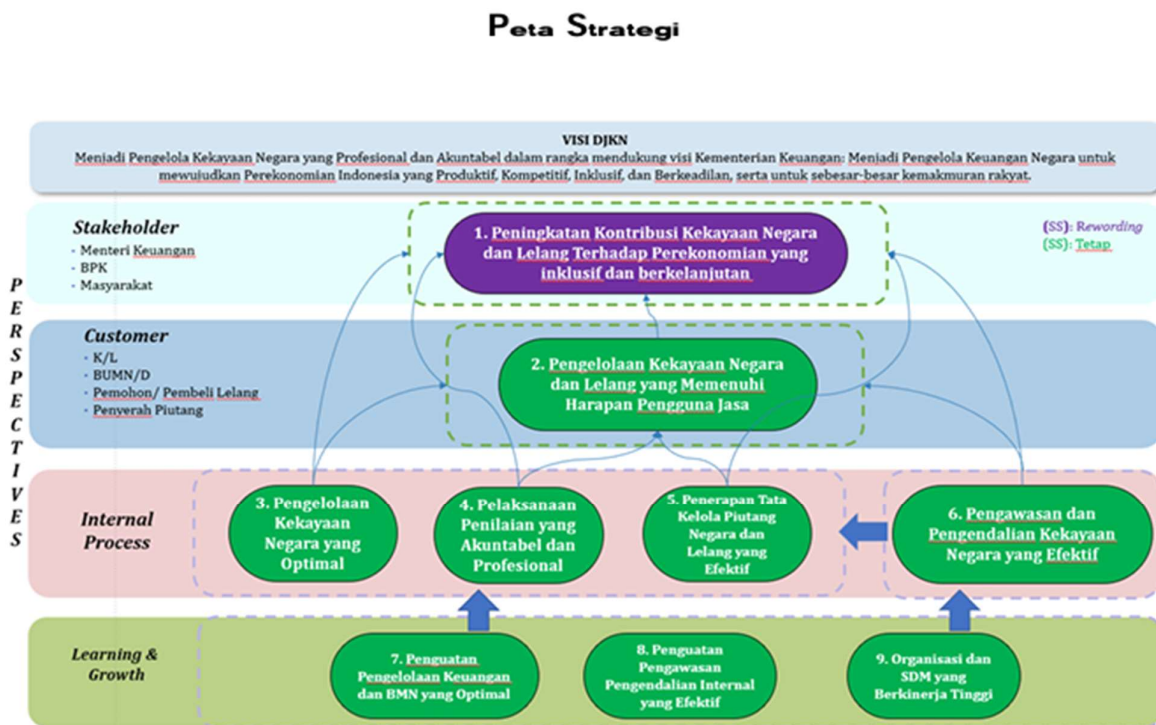 Peta Strategi
VISI DJKN
Menjadi Pengelola Kekayaan Negara yang Profesional dan Akuntabel dalam rangka mendukung visi Kementerian Keuangan: Menjadi Pengelola Keuangan Negara untuk
mewujudkan Perekonomian Indonesia yang Produktif, Kompetitif, Inklusif, dan Berkeadilan, serta untuk sebesar-besar kemakmuran rakyat.
PERSPECTIVES
Stakeholder
- Menteri Keuangan
- BPK
- Masyarakat
1. Peningkatan Kontribusi Kekayaan Negara
dan Lelang Terhadap Perekonomian yang
inklusif dan berkelanjutan
(SS): Rewording
(SS): Tetap
Customer
- K/L
- BUMN/D
- Pemohon/ Pembeli Lelang
- Penyerah Piutang
2. Pengelolaan Kekayaan Negara
dan Lelang yang Memenuhi
Harapan Pengguna Jasa
Internal
Process
3. Pengelolaan
Kekayaan
Negara yang
Optimal
4. Pelaksanaan
Penilaian yang
Akuntabel dan
Profesional
5. Penerapan Tata
Kelola Piutang
Negara dan
Lelang yang
Efektif
6. Pengawasan dan
Pengendalian Kekayaan
Negara yang Efektif
Learning &
Growth
7. Penguatan
Pengelolaan Keuangan
dan BMN yang Optimal
8. Penguatan
Pengawasan
Pengendalian Internal
yang Efektif
9. Organisasi dan
SDM yang
Berkinerja Tinggi